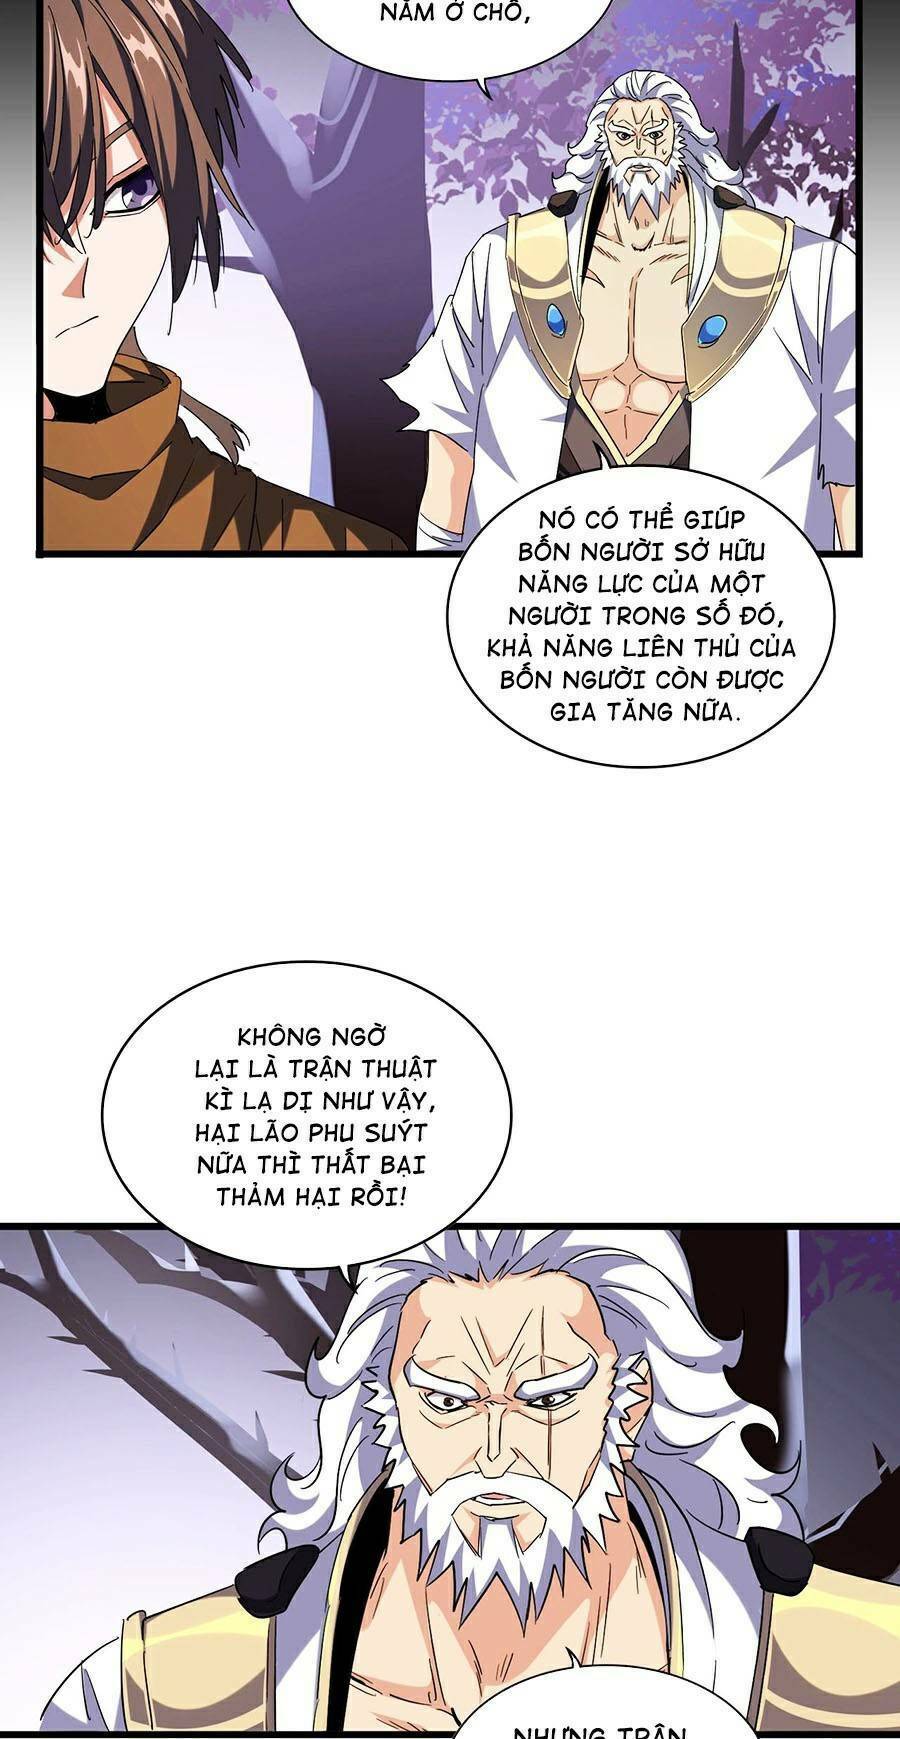 NẰM Ở CHỖ,
NÓ CÓ THỂ GIÚP
BỐN NGƯỜI SỞ HỮU
NĂNG LỰC CỦA MỘT
NGƯỜI TRONG SỐ ĐÓ,
KHẢ NĂNG LIÊN THỦ CỦA
BỐN NGƯỜI CÒN ĐƯỢC
GIA TĂNG NỮA.
KHÔNG NGỜ
LẠI LÀ TRẬN THUẬT
KÌ LẠ DỊ NHƯ VẬY,
HẠI LÃO PHU SUÝT
NỮA THÌ THẤT BẠI
THẢM HẠI RỒI!
NHƯNG TRẬN